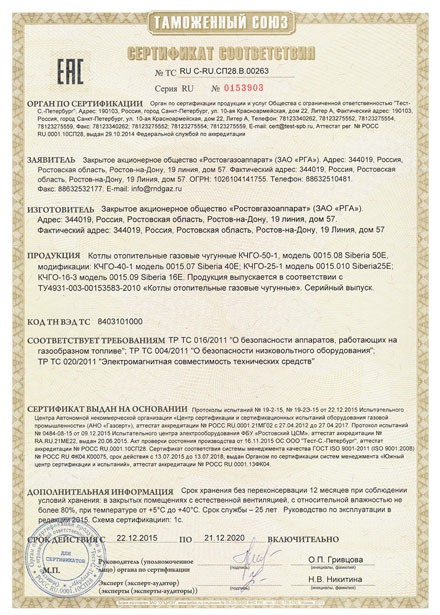 ТАМОЖЕННЫЙ СОЮЗ
СЕРТИФИКАТ СООТВЕТСТВИЯ
EAC
№ ТС RU C-RU.СП28.В.00263
Серия RU № 0153903
ОРГАН ПО СЕРТИФИКАЦИИ Орган по сертификации продукции и услуг Общества с ограниченной ответственностью "Тест-
С.-Петербург". Адрес: 190103, Россия, город Санкт-Петербург, ул. 10-ая Красноармейская, дом 22, Литер А, Фактический адрес: 190103,
Россия, город Санкт-Петербург, ул. 10-ая Красноармейская, дом 22, Литер А, Телефон: 78123340262, 78123275552, 78123275554,
78123275559, Факс: 78123340262; 78123275552; 78123275554; 78123275559, E-mail: cert@test-spb.ru, Аттестат рег. № РОСС
RU.0001.10СП28, выдан 29.10.2014 Федеральной службой по аккредитации
ЗАЯВИТЕЛЬ Закрытое акционерное общество «Ростовгазоаппарат» (ЗАО «РГА»). Адрес: 344019, Россия,
Ростовская область, Ростов-на-Дону, 19 линия, дом 57. Фактический адрес: 344019, Россия, Ростовская
область, Ростов-на-Дону, 19 Линия, дом 57. ОГРН: 1026104141755. Телефон: 88632510481.
Факс: 88632532177. E-mail: info@rndgaz.ru
ИЗГОТОВИТЕЛЬ Закрытое акционерное общество «Ростовгазоаппарат» (ЗАО «РГА»).
Адрес: 344019, Россия, Ростовская область, Ростов-на-Дону, 19 линия, дом 57.
Фактический адрес: 344019, Россия, Ростовская область, Ростов-на-Дону, 19 Линия, дом 57
ПРОДУКЦИЯ Котлы отопительные газовые чугунные КЧГО-50-1, модель 0015.08 Siberia 50E,
модификации: КЧГО-40-1 модель 0015.07 Siberia 40E; КЧГО-25-1 модель 0015.010 Siberia25E;
КЧГО-16-3 модель 0015.09 Siberia 16E. Продукция выпускается в соответствии с
ТУ4931-003-00153583-2010 «Котлы отопительные газовые чугунные». Серийный выпуск.
КОД ТН ВЭД ТС 8403101000
СООТВЕТСТВУЕТ ТРЕБОВАНИЯМ ТР ТС 016/2011 "О безопасности аппаратов, работающих на
газообразном топливе"; ТР ТС 004/2011 "О безопасности низковольтного оборудования";
ТР ТС 020/2011 "Электромагнитная совместимость технических средств"
СЕРТИФИКАТ ВЫДАН НА ОСНОВАНИИ Протоколы испытаний № 19-2-15, № 19-23-15 от 22.12.2015 Испытательного
Центра Автономной некоммерческой организации «Центр сертификации и сертификационных испытаний оборудования газовой
промышленности» (АНО «Газсерт»), аттестат аккредитации № РОСС RU.0001.21МГ02 с 27.04.2012 до 27.04.2017. Протокол испытаний
№ 0484-08-15 от 09.12.2015 Испытательного центра электрооборудования ФБУ «Ростовский ЦСМ», аттестат аккредитации №
RA.RU.21МЕ22, выдан 20.06.2015. Акт проверки состояния производства от 16.11.2015 ОС ООО "Тест-С.-Петербург", аттестат
аккредитации № РОСС RU.0001.10СП28. Сертификат соответствия системы менеджмента качества ГОСТ ISO 9001-2011 (ISO 9001:2008)
№ РОСС RU.ФК04.К00075, срок действия с 13.07.2015 до 13.07.2018, выдан Органом по сертификации систем менеджмента «Южный
центр сертификации и испытаний», аттестат аккредитации № РОСС RU.0001.13ФК04.
ДОПОЛНИТЕЛЬНАЯ ИНФОРМАЦИЯ Срок хранения без переконсервации 12 месяцев при соблюдении
условий хранения: в закрытых помещениях с естественной вентиляцией, с относительной влажностью не
более 80%, при температуре от +5°С до +40°С. Срок службы – 25 лет Руководство по эксплуатации в
редакции 2015. Схема сертификации: 1с.
СРОК ДЕЙСТВИЯ С 22.12.2015 ПО 21.12.2020 ВКЛЮЧИТЕЛЬНО
ДЛЯ
СЕРТИФИКАТОВ
М.П.
Руководитель (уполномоченное
лицо) органа по сертификации
(подпись)
О.П. Гривцова
(инициалы, фамилия)
Эксперт (эксперт-аудитор)
(эксперты (эксперты-аудиторы))
(подпись)
Н.В. Никитина
(инициалы, фамилия)